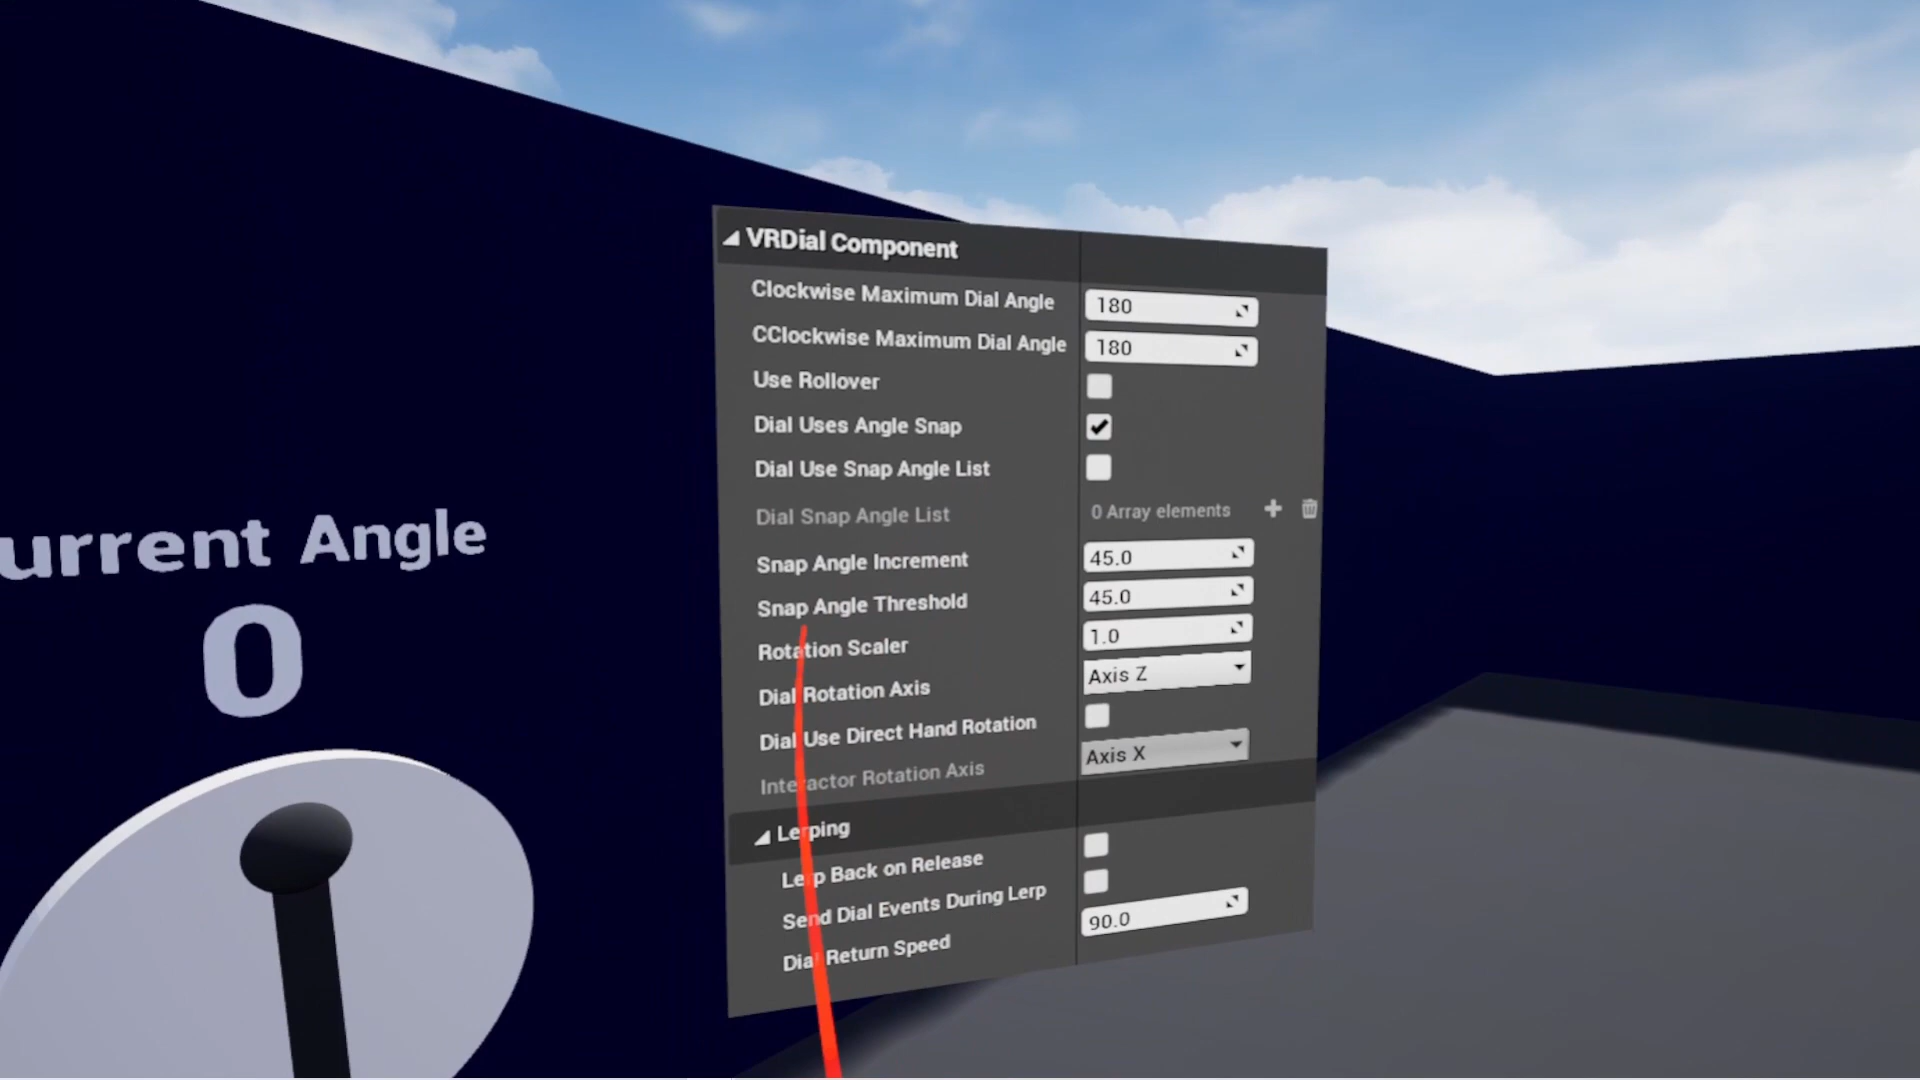 VRDial Component
Clockwise Maximum Dial Angle 180
CClockwise Maximum Dial Angle 180
Use Rollover
Dial Uses Angle Snap
Dial Use Snap Angle List
Dial Snap Angle List 0 Array elements
Snap Angle Increment 45.0
Snap Angle Threshold 45.0
Rotation Scaler 1.0
Dial Rotation Axis Axis Z
Dial Use Direct Hand Rotation
Interactor Rotation Axis Axis X
Lerping
Lerp Back on Release
Send Dial Events During Lerp
Dial Return Speed 90.0
urrent Angle
0